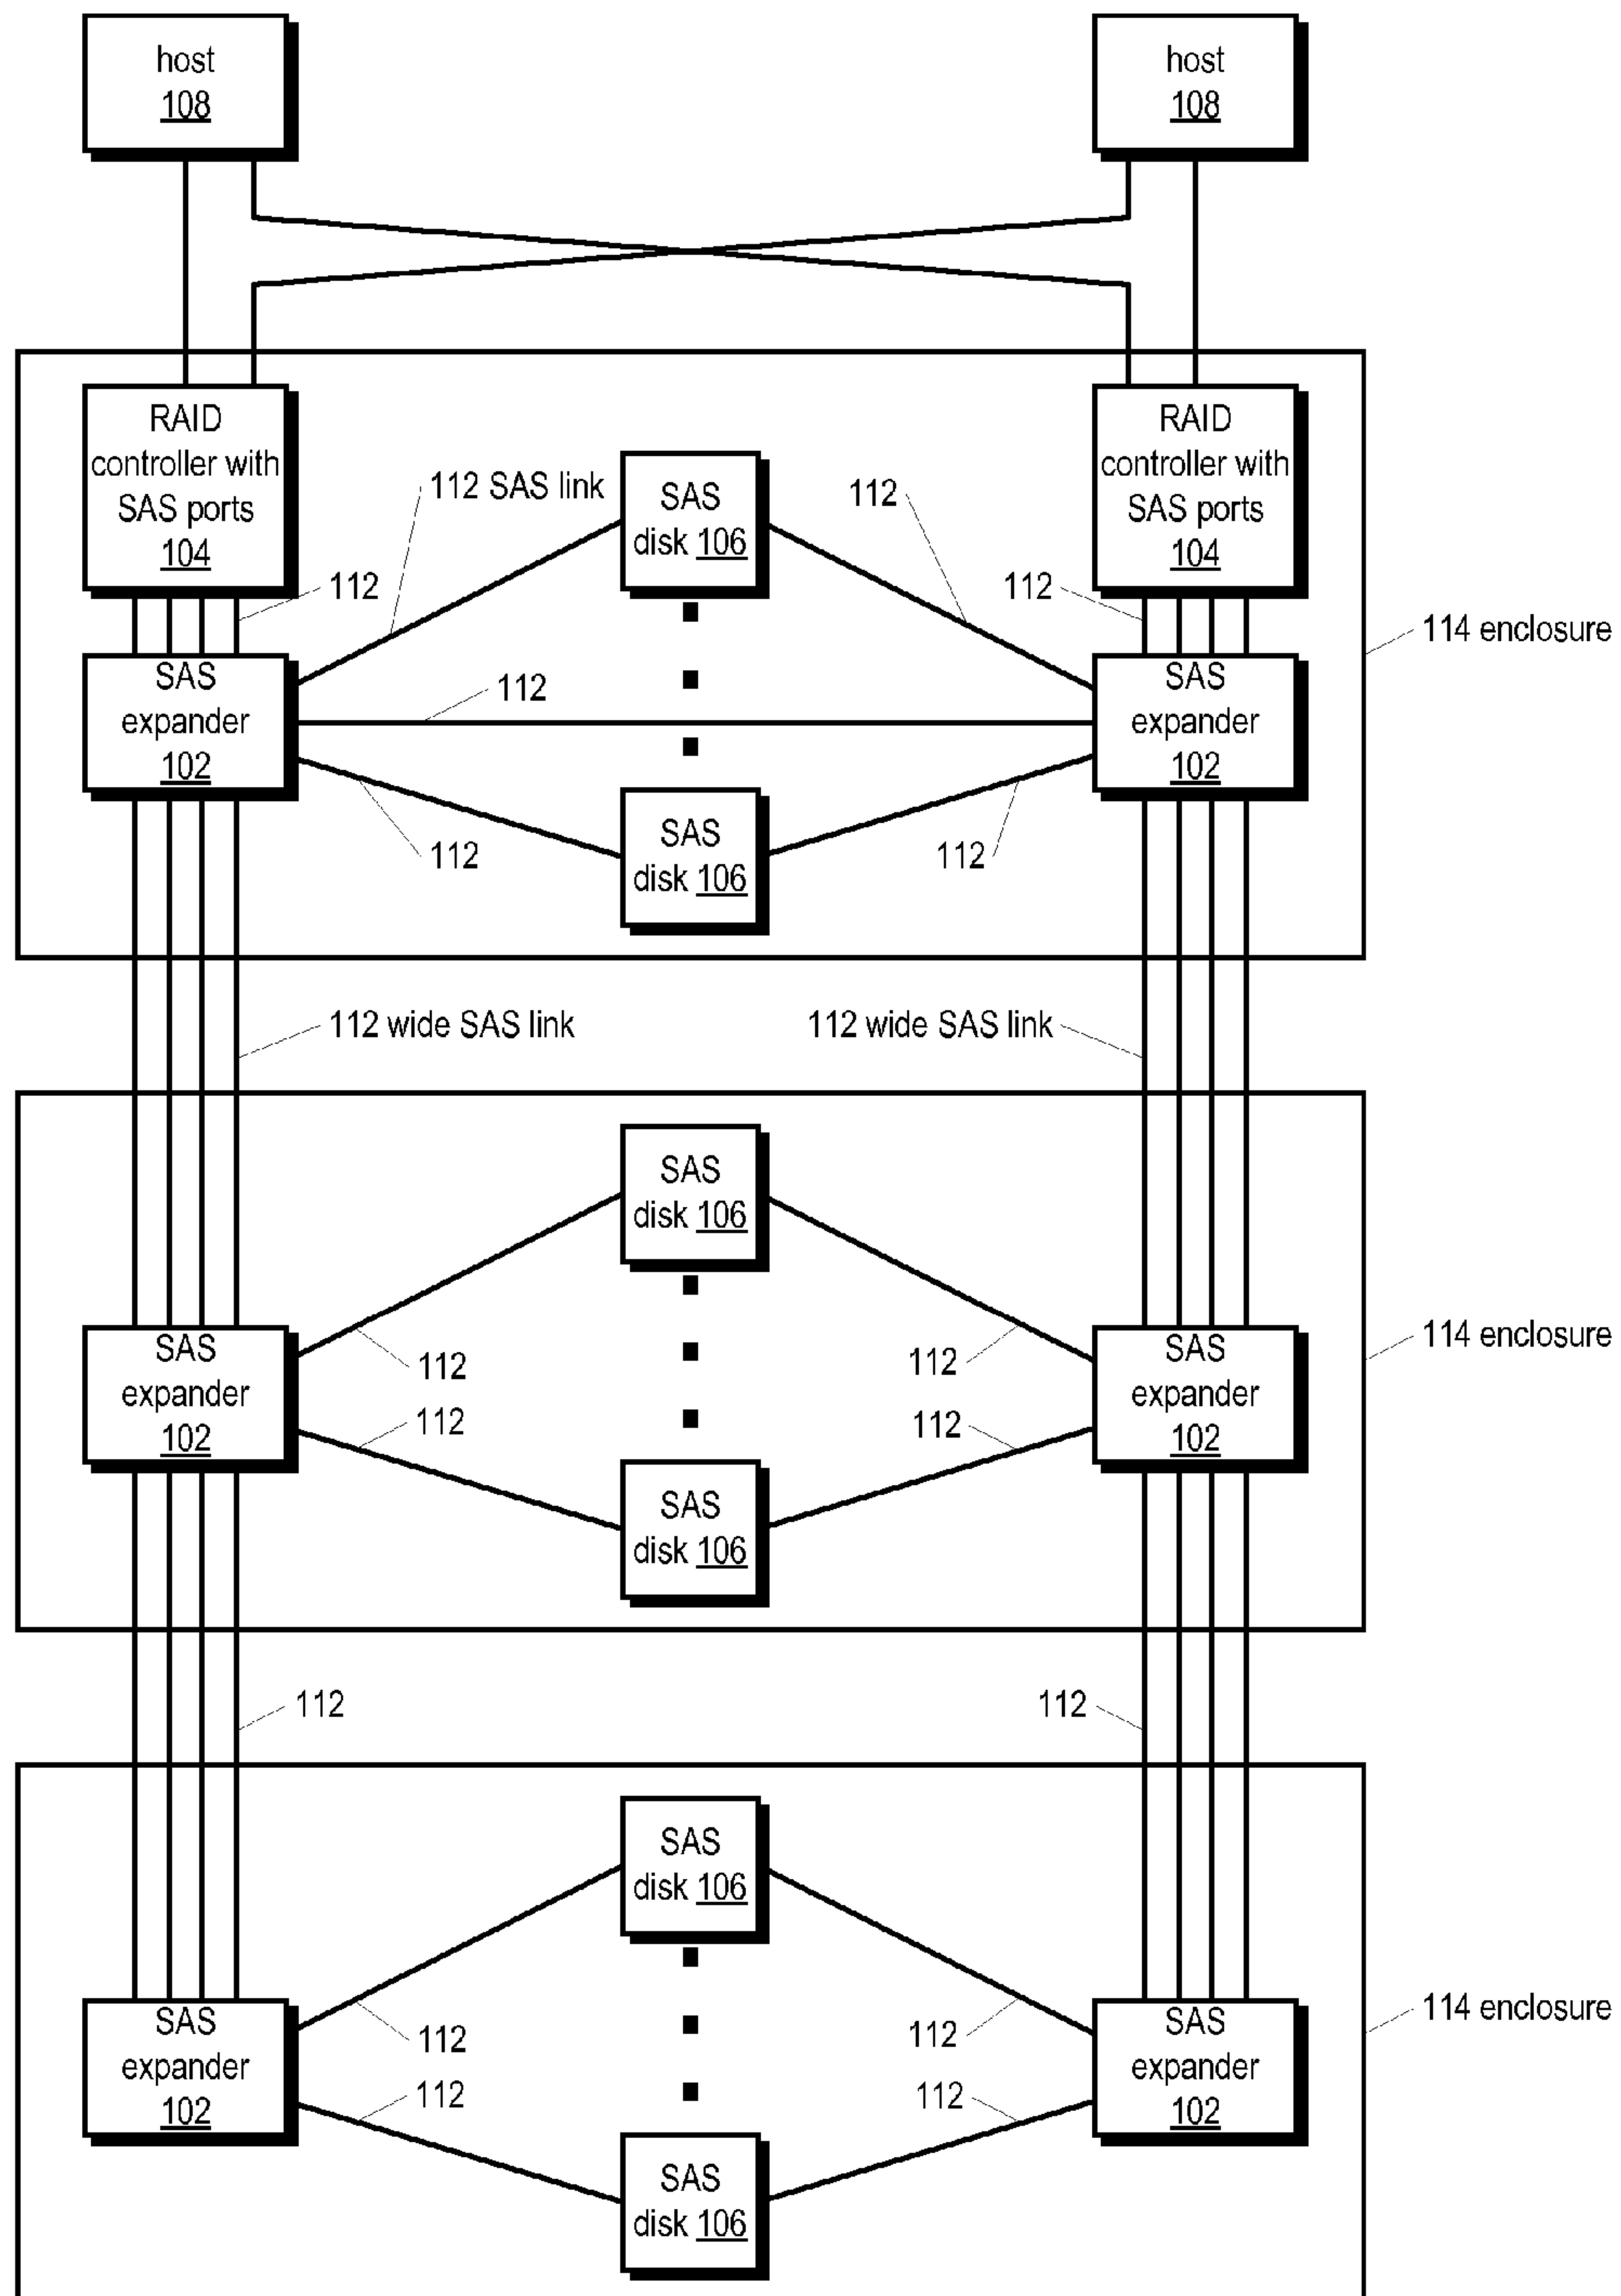 host
108
host
108
RAID
controller with
SAS ports
104
RAID
controller with
SAS ports
104
112 SAS link
SAS
disk 106
112
112
112
114 enclosure
SAS
expander
102
112
SAS
expander
102
112
SAS
disk 106
112
112 wide SAS link
112 wide SAS link
SAS
disk 106
SAS
expander
102
112
112
SAS
expander
102
114 enclosure
112
112
SAS
disk 106
112
112
SAS
disk 106
SAS
expander
102
112
112
SAS
expander
102
114 enclosure
112
112
SAS
disk 106